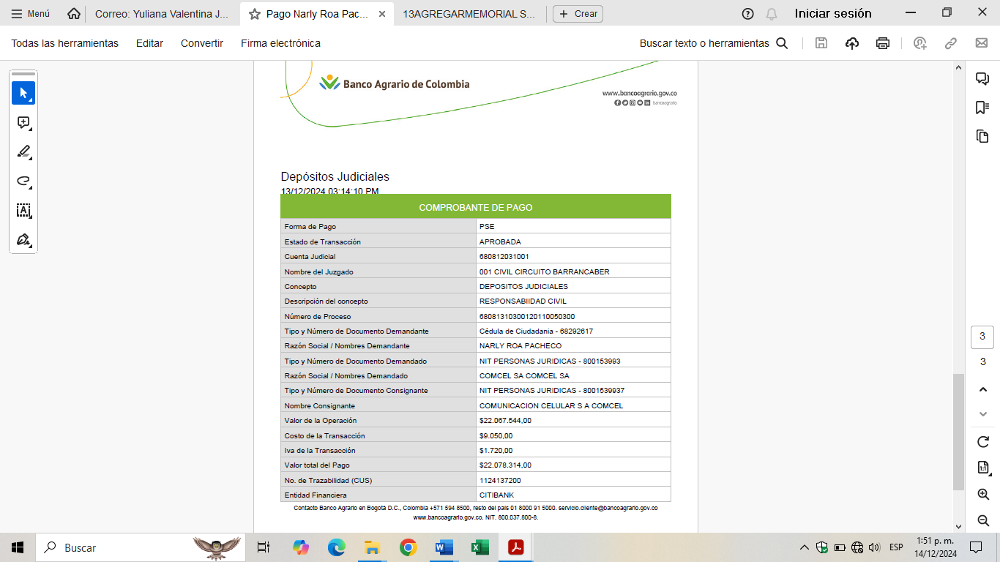 Menú
Correo: Yuliana Valentina J...
Pago Narly Roa Pac...
13AGREGARMEMORIAL S...
Crear
Iniciar sesión
Todas las herramientas
Editar
Convertir
Firma electrónica
Buscar texto o herramientas
Banco Agrario de Colombia
www.bancoagrario.gov.co
bancoagrario
Depósitos Judiciales
13/12/2024 03:14:10 PM
COMPROBANTE DE PAGO
Forma de Pago PSE
Estado de Transacción APROBADA
Cuenta Judicial 680812031001
Nombre del Juzgado 001 CIVIL CIRCUITO BARRANCABER
Concepto DEPOSITOS JUDICIALES
Descripción del concepto RESPONSABIIDAD CIVIL
Número de Proceso 68081310300120110050300
Tipo y Número de Documento Demandante Cédula de Ciudadania - 68292617
Razón Social / Nombres Demandante NARLY ROA PACHECO
Tipo y Número de Documento Demandado NIT PERSONAS JURIDICAS - 800153993
Razón Social / Nombres Demandado COMCEL SA COMCEL SA
Tipo y Número de Documento Consignante NIT PERSONAS JURIDICAS - 8001539937
Nombre Consignante COMUNICACION CELULAR S A COMCEL
Valor de la Operación $22.067.544,00
Costo de la Transacción $9.050,00
Iva de la Transacción $1.720,00
Valor total del Pago $22.078.314,00
No. de Trazabilidad (CUS) 1124137200
Entidad Financiera CITIBANK
Contacto Banco Agrario en Bogotá D.C., Colombia +571 594 8500, resto del país 01 8000 91 5000. servicio.cliente@bancoagrario.gov.co
www.bancoagrario.gov.co. NIT. 800.037.800-8.
3
3
Buscar
ESP
1:51 p. m.
14/12/2024